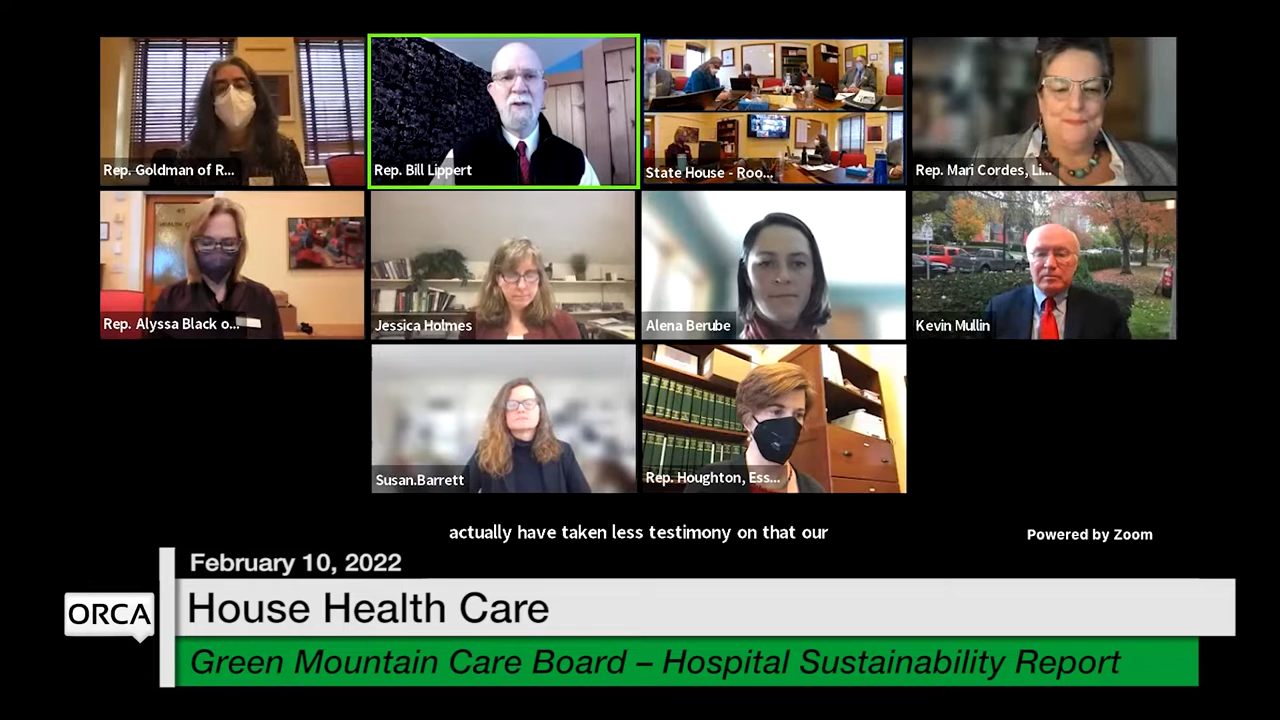 Rep. Goldman of R...
Rep. Bill Lippert
State House - Roo...
Rep. Mari Cordes, Li...
Rep. Alyssa Black o...
Jessica Holmes
Alena Berube
Kevin Mullin
Susan.Barrett
Rep. Houghton, Ess...
actually have taken less testimony on that our
Powered by Zoom
February 10, 2022
ORCA
House Health Care
Green Mountain Care Board – Hospital Sustainability Report